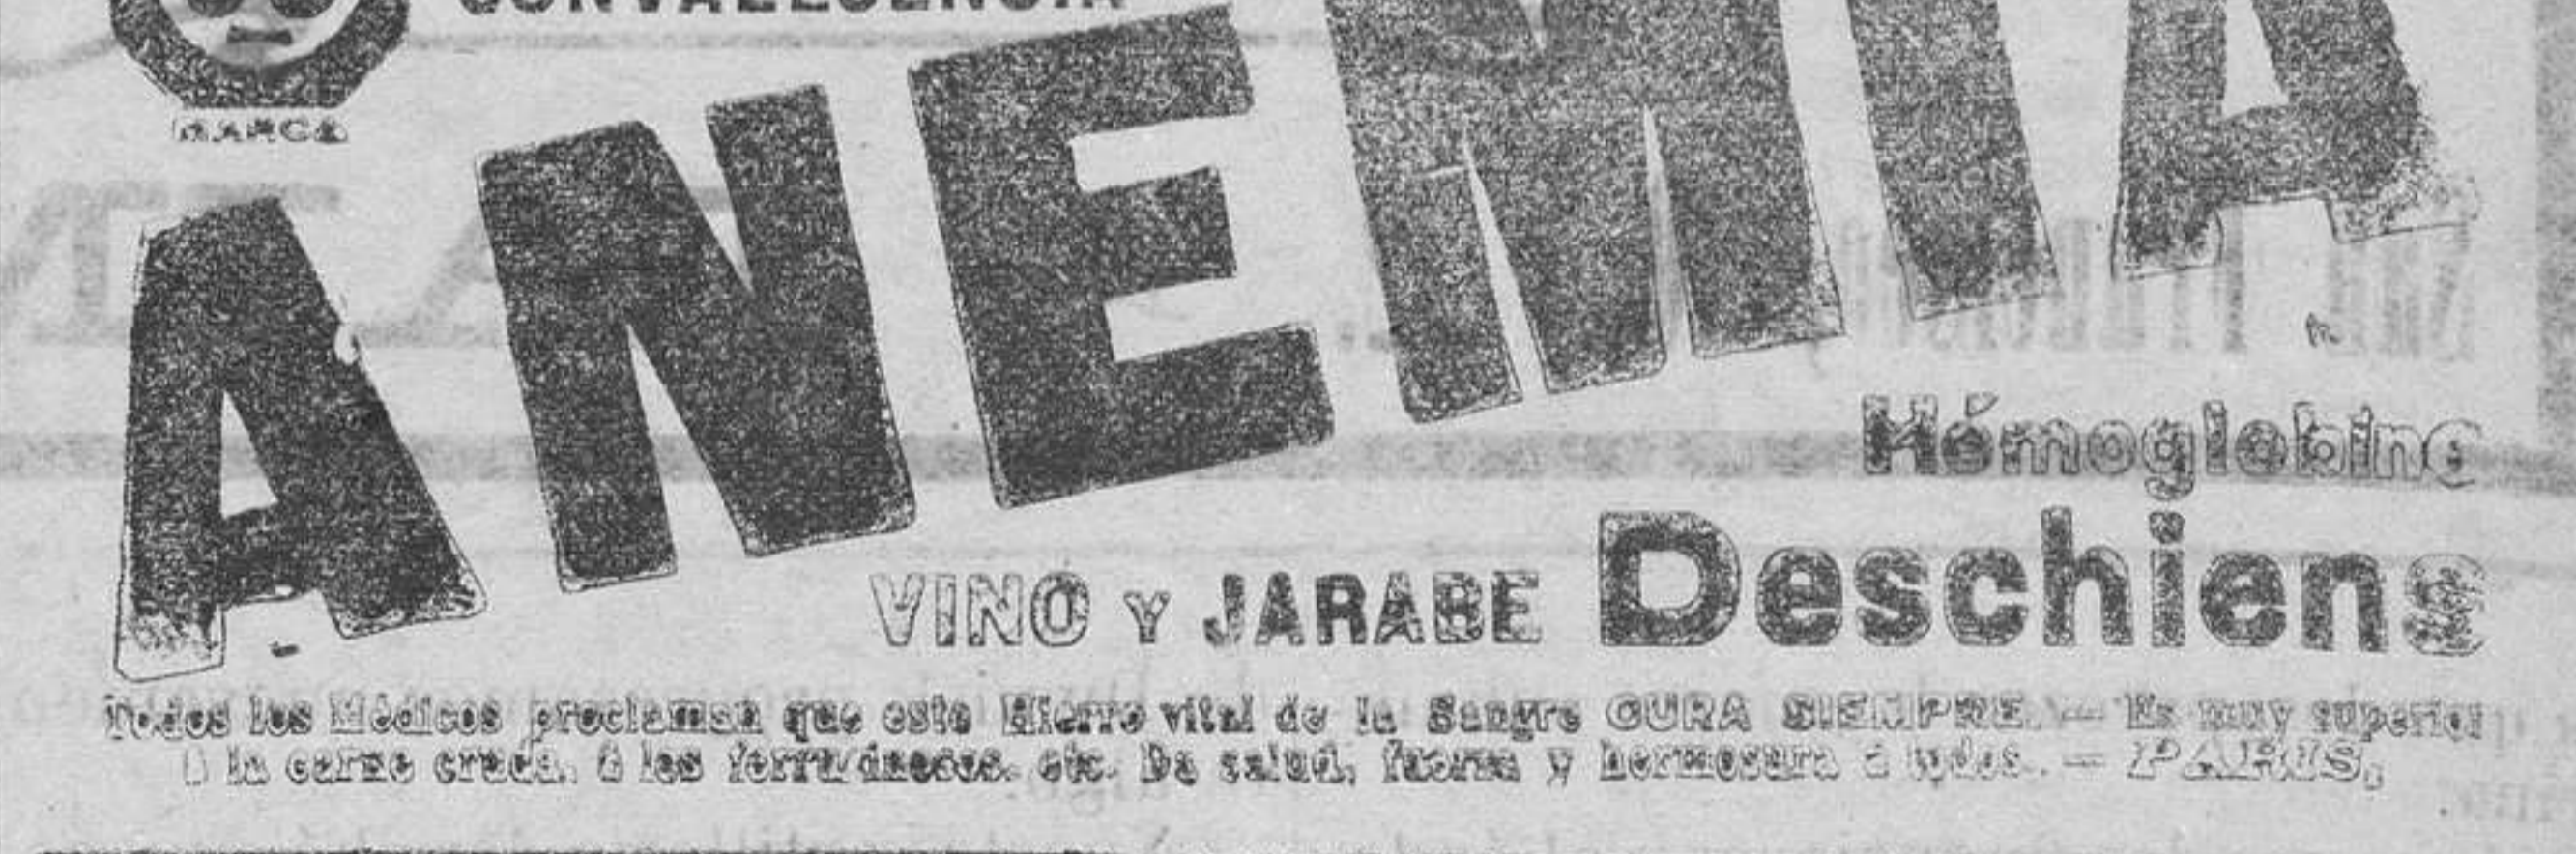 CONVALECENCIA
MARCA
ANEMIA
Hémoglobine
VINO Y JARABE Deschiens
Todos los Médicos proclaman que este Hierro vital de la Sangre CURA SIEMPRE. — Es muy superior
á la carne cruda, á los ferruginosos, etc. Da salud, fuerza y hermosura á todos. — PARIS.